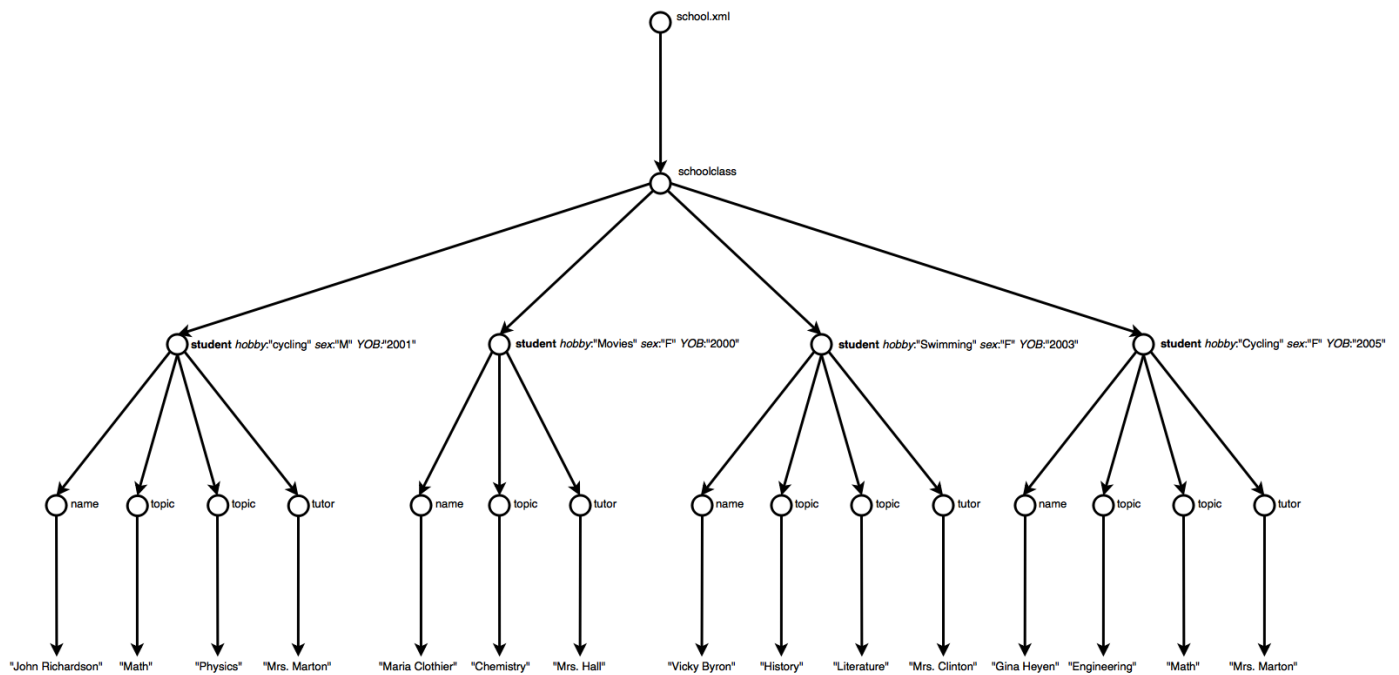 school.xml
schoolclass
student hobby:"cycling" sex:"M" YOB:"2001"
student hobby:"Movies" sex:"F" YOB:"2000"
student hobby:"Swimming" sex:"F" YOB:"2003"
student hobby:"Cycling" sex:"F" YOB:"2005"
name
topic
topic
tutor
name
topic
tutor
name
topic
topic
tutor
name
topic
topic
tutor
"John Richardson"
"Math"
"Physics"
"Mrs. Marton"
"Maria Clothier"
"Chemistry"
"Mrs. Hall"
"Vicky Byron"
"History"
"Literature"
"Mrs. Clinton"
"Gina Heyen"
"Engineering"
"Math"
"Mrs. Marton"